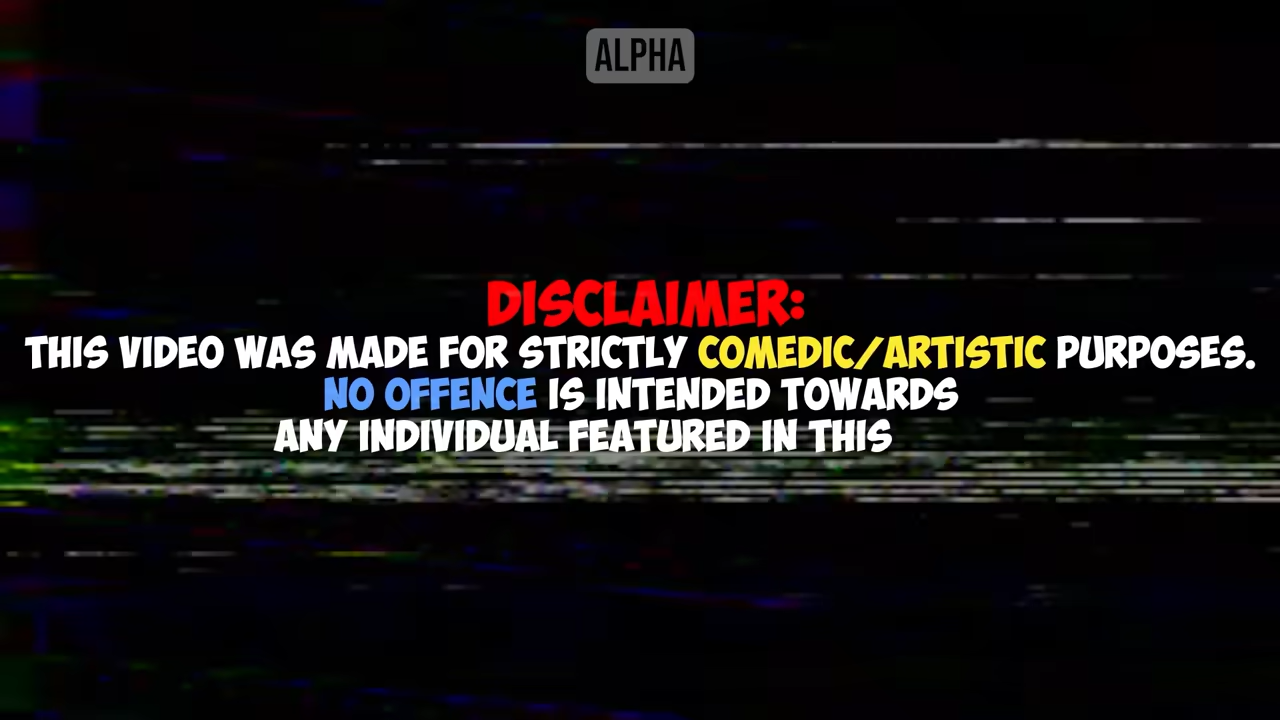 ALPHA
DISCLAIMER:
THIS VIDEO WAS MADE FOR STRICTLY COMEDIC/ARTISTIC PURPOSES.
NO OFFENCE IS INTENDED TOWARDS
ANY INDIVIDUAL FEATURED IN THIS